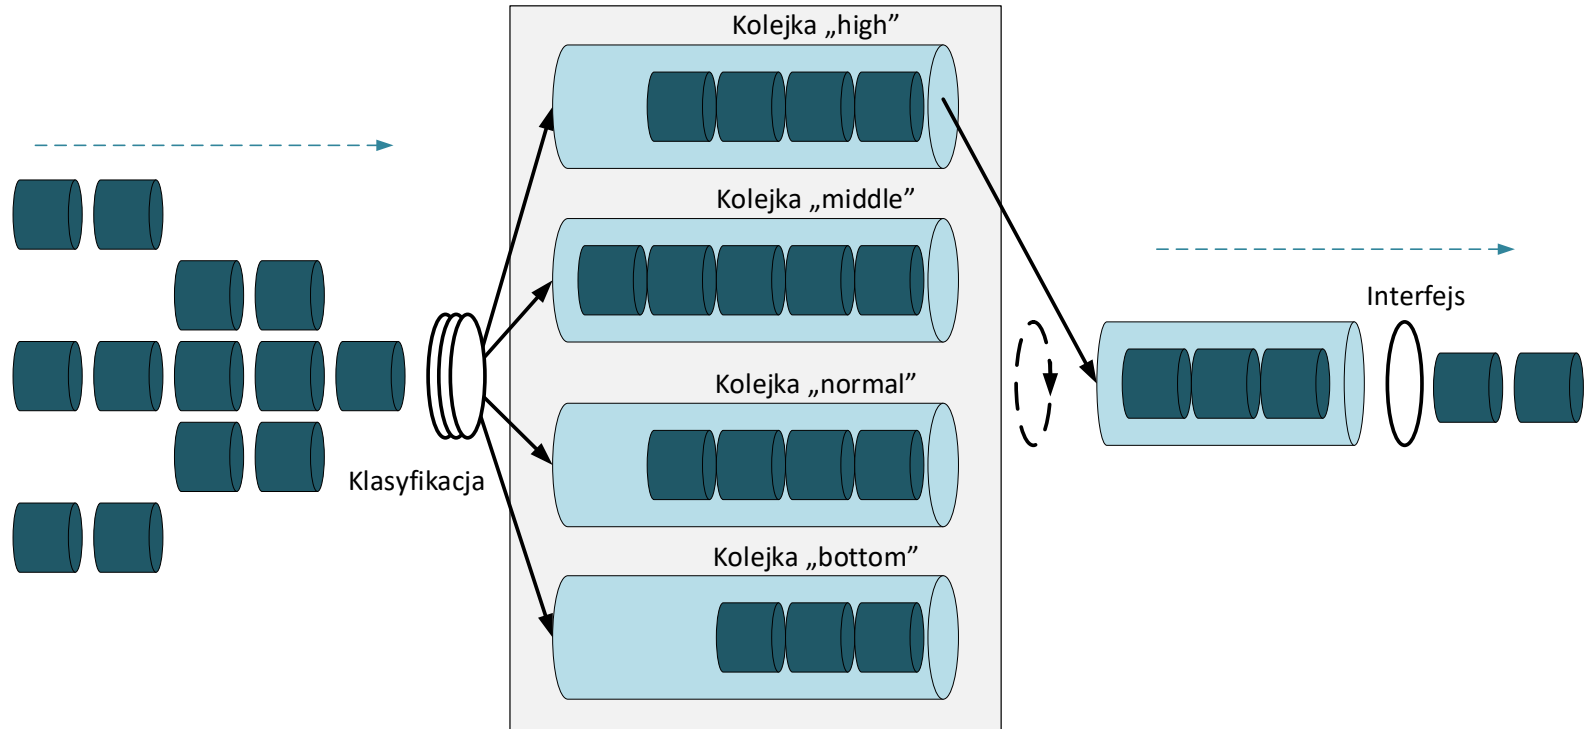 Kolejka „high”
Kolejka „middle”
Interfejs
Kolejka „normal”
Klasyfikacja
Kolejka „bottom”